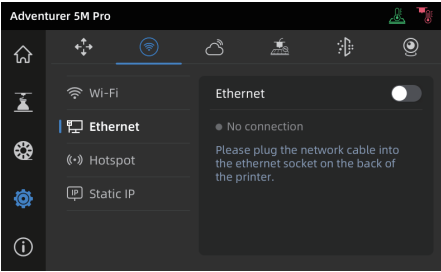 Adventurer 5M Pro
Wi-Fi
Ethernet
Hotspot
IP
Static IP
Ethernet
No connection
Please plug the network cable into
the ethernet socket on the back of
the printer.